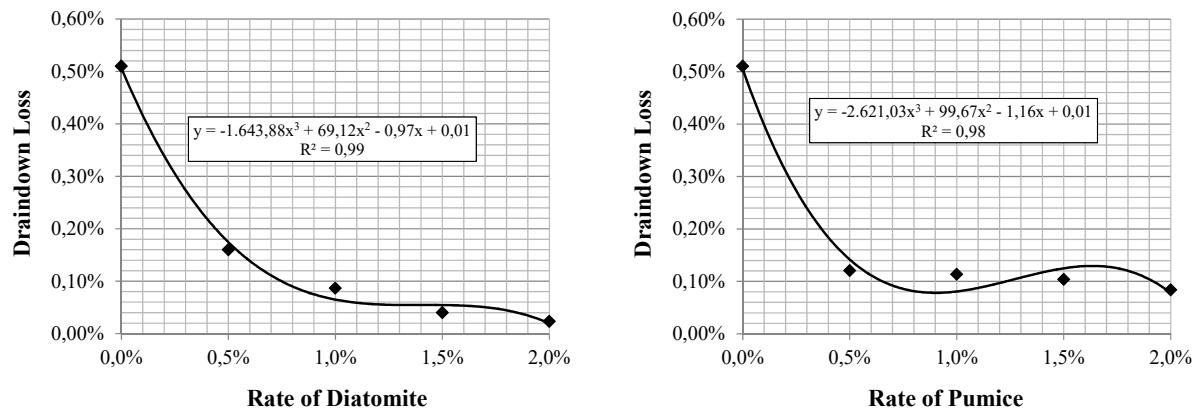 0,60%
0,50%
0,40%
0,30%
0,20%
0,10%
0,00%
Draindown Loss
y = -1.643,88x³ + 69,12x² - 0,97x + 0,01
R² = 0,99
0,0% 0,5% 1,0% 1,5% 2,0%
Rate of Diatomite
0,60%
0,50%
0,40%
0,30%
0,20%
0,10%
0,00%
Draindown Loss
y = -2.621,03x³ + 99,67x² - 1,16x + 0,01
R² = 0,98
0,0% 0,5% 1,0% 1,5% 2,0%
Rate of Pumice